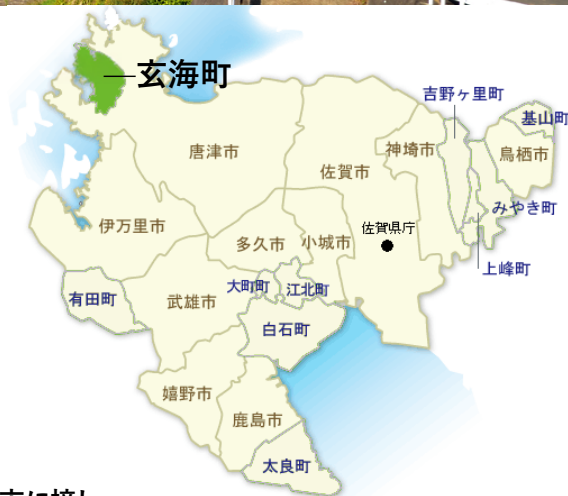 玄海町
吉野ヶ里町
基山町
唐津市
神埼市
鳥栖市
佐賀市
みやき町
伊万里市
多久市
小城市
佐賀県庁
上峰町
有田町
武雄市
大町町
江北町
白石町
嬉野市
鹿島市
太良町